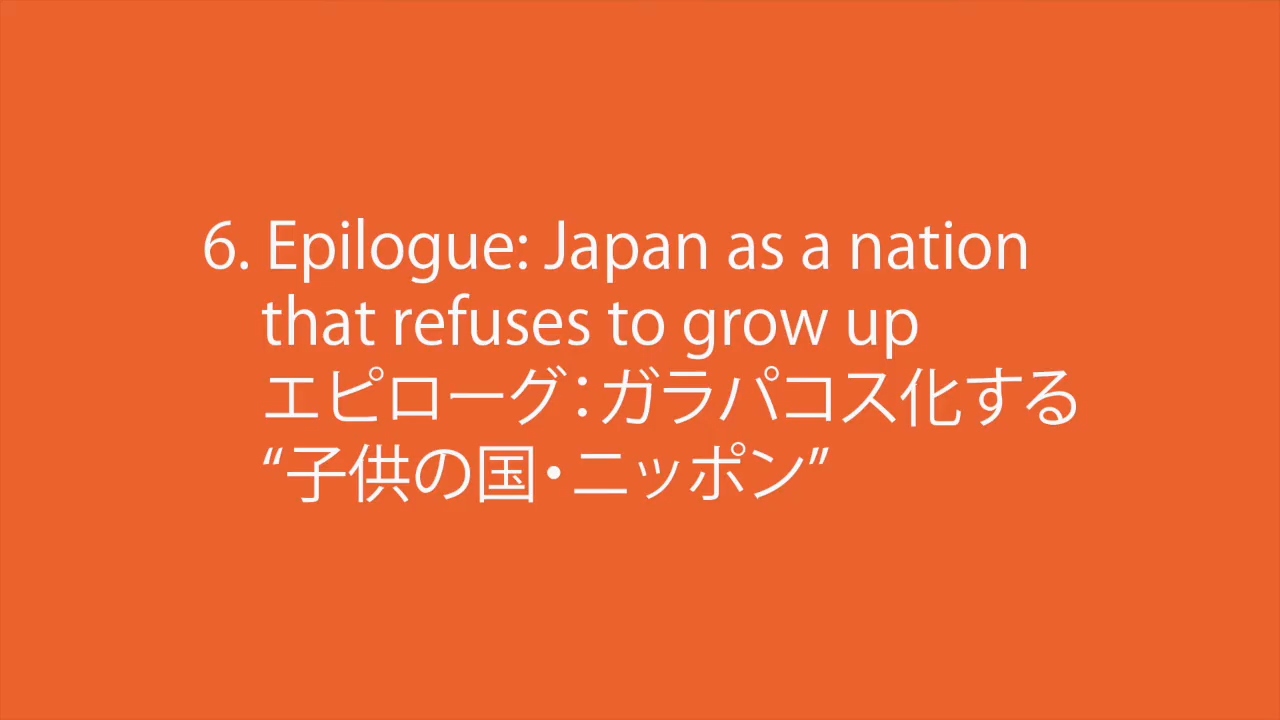 6. Epilogue: Japan as a nation
that refuses to grow up
エピローグ：ガラパコス化する
“子供の国・ニッポン”